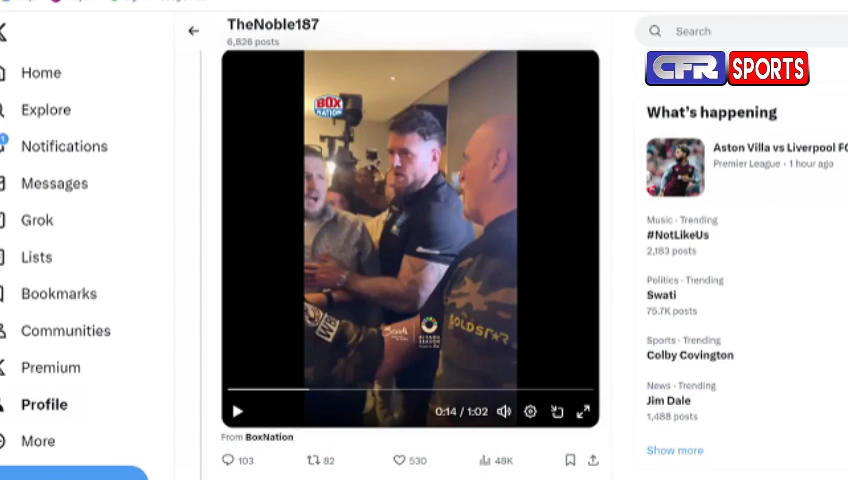 TheNoble187
6,826 posts
Search
CFR SPORTS
Home
Explore
Notifications
Messages
Grok
Lists
Bookmarks
Communities
Premium
Profile
More
BOX
NATION
GOLDSTAR
0:14 / 1:02
From BoxNation
103
82
530
48K
What's happening
Aston Villa vs Liverpool FC
Premier League · 1 hour ago
Music · Trending
#NotLikeUs
2,183 posts
Politics · Trending
Swati
75.7K posts
Sports · Trending
Colby Covington
News · Trending
Jim Dale
1,488 posts
Show more